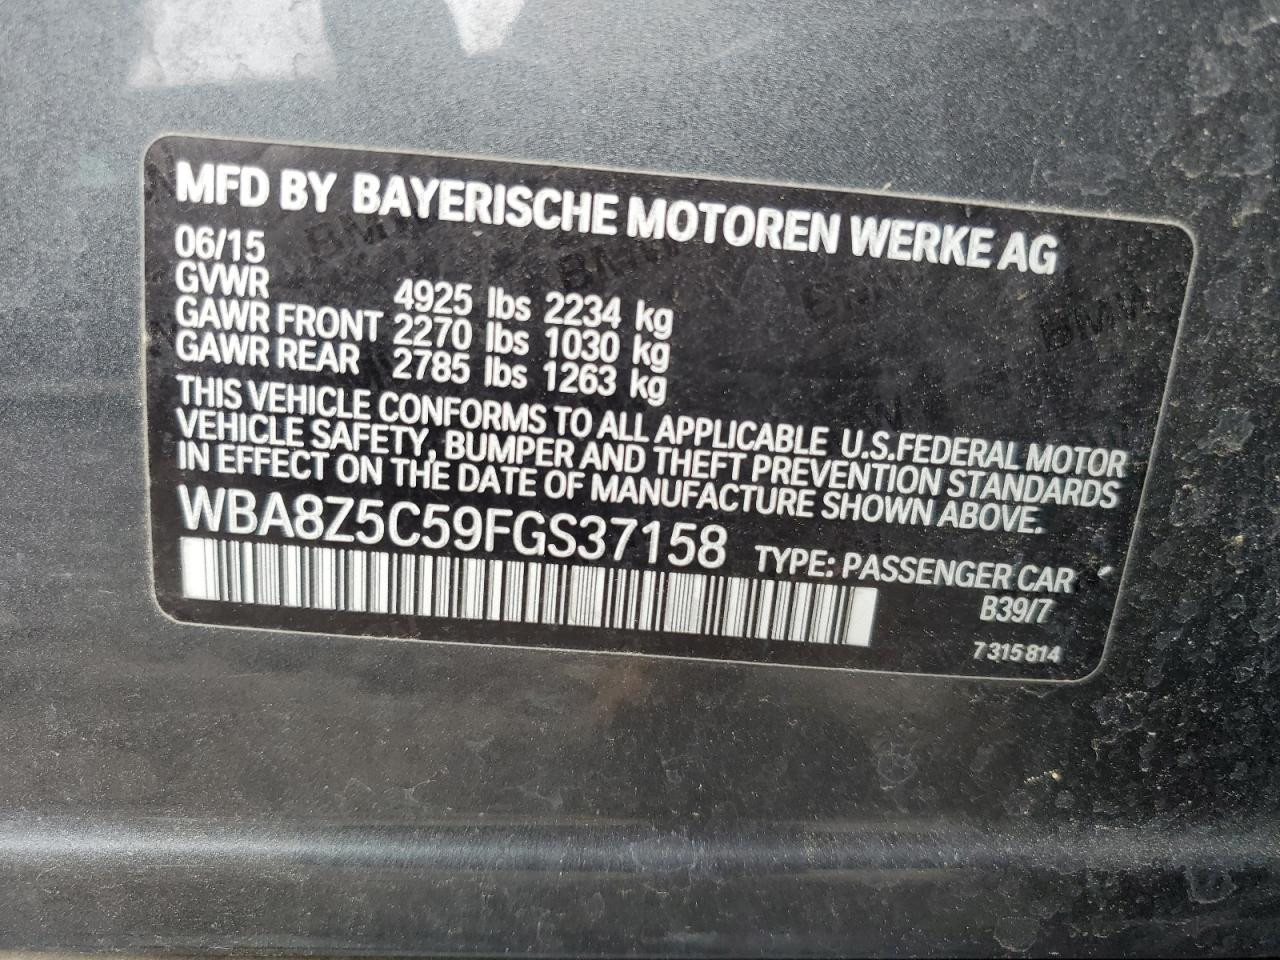 MFD BY BAYERISCHE MOTOREN WERKE AG
06/15
GVWR 4925 lbs 2234 kg
GAWR FRONT 2270 lbs 1030 kg
GAWR REAR 2785 lbs 1263 kg
THIS VEHICLE CONFORMS TO ALL APPLICABLE U.S.FEDERAL MOTOR
VEHICLE SAFETY, BUMPER AND THEFT PREVENTION STANDARDS
IN EFFECT ON THE DATE OF MANUFACTURE SHOWN ABOVE.
WBA8Z5C59FGS37158 TYPE: PASSENGER CAR
B39/7
7 315 814